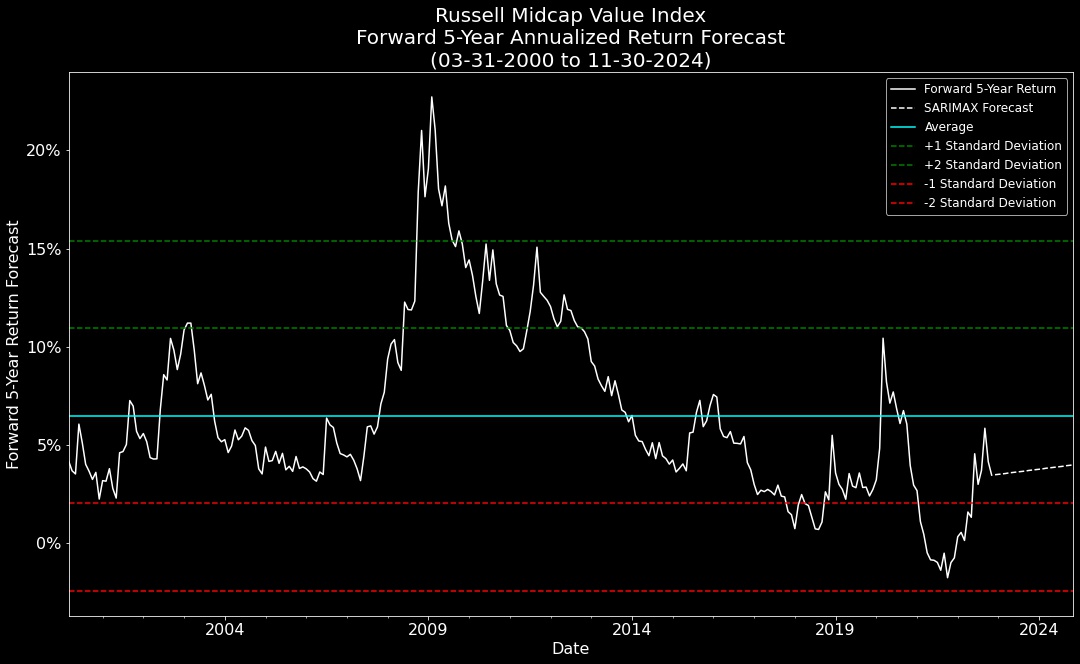 Russell Midcap Value Index
Forward 5-Year Annualized Return Forecast
(03-31-2000 to 11-30-2024)
Forward 5-Year Return
SARIMAX Forecast
Average
+1 Standard Deviation
+2 Standard Deviation
-1 Standard Deviation
-2 Standard Deviation
Forward 5-Year Return Forecast
20%
15%
10%
5%
0%
2004 2009 2014 2019 2024
Date